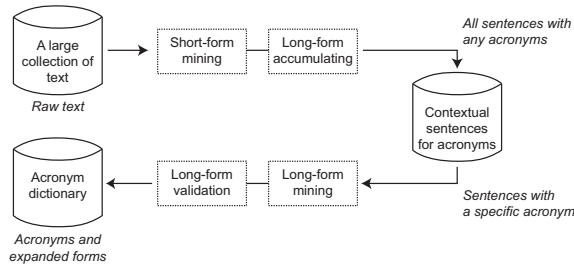 A large
collection of
text
Raw text
Short-form
mining
Long-form
accumulating
All sentences with
any acronyms
Contextual
sentences
for acronyms
Sentences with
a specific acronym
Long-form
mining
Long-form
validation
Acronym
dictionary
Acronyms and
expanded forms